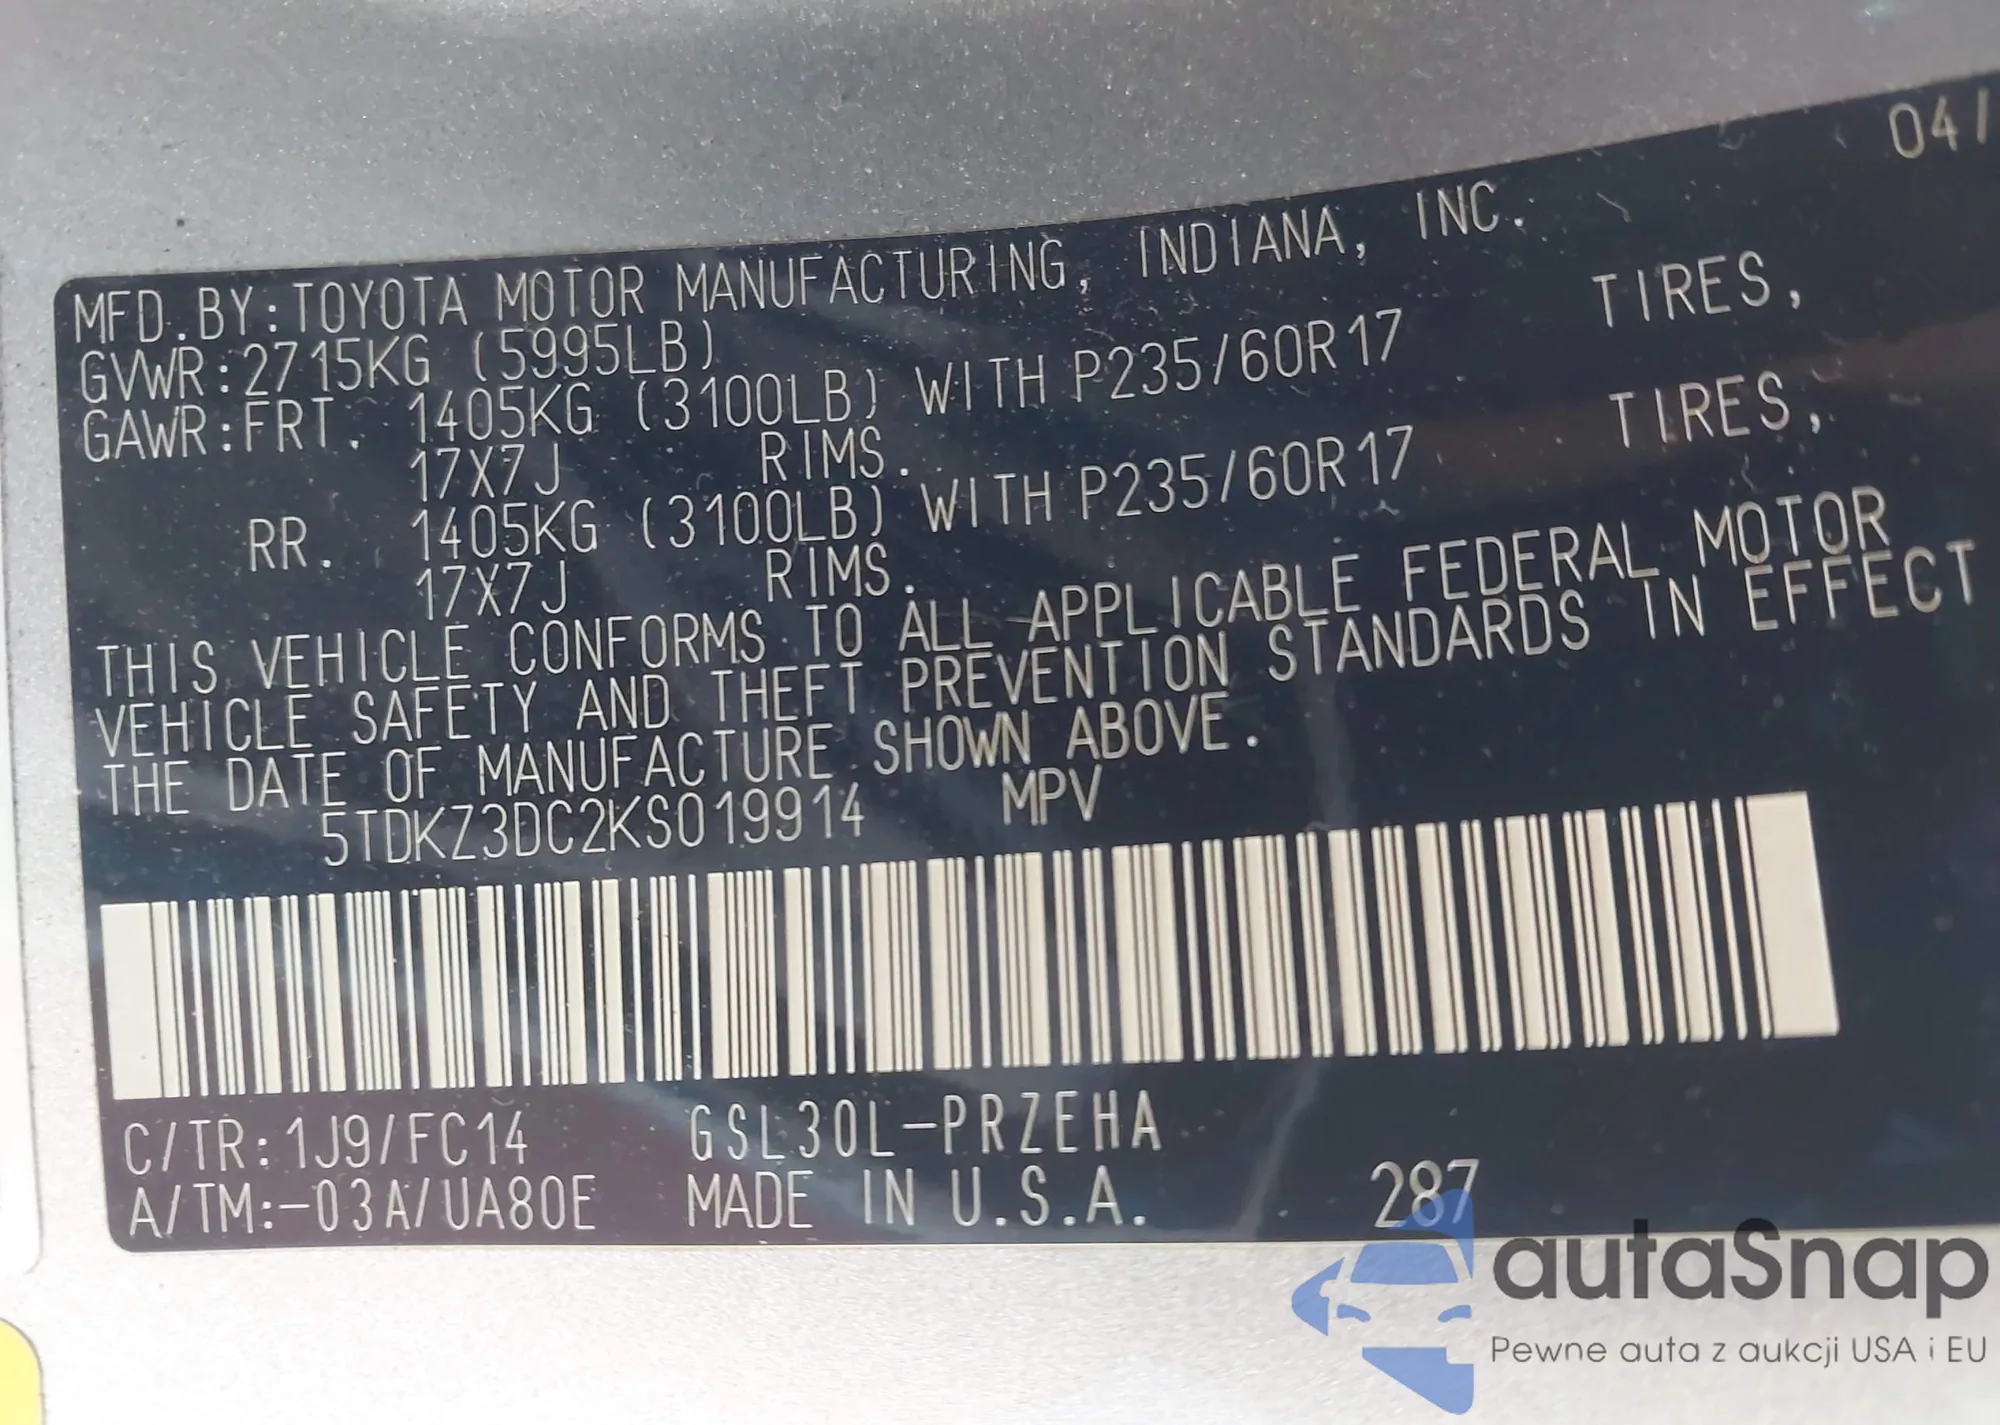 04/
MFD.BY:TOYOTA MOTOR MANUFACTURING, INDIANA, INC.
GVWR:2715KG (5995LB)
GAWR:FRT. 1405KG (3100LB) WITH P235/60R17 TIRES,
17X7J RIMS.
RR. 1405KG (3100LB) WITH P235/60R17 TIRES,
17X7J RIMS.
THIS VEHICLE CONFORMS TO ALL APPLICABLE FEDERAL MOTOR
VEHICLE SAFETY AND THEFT PREVENTION STANDARDS IN EFFECT
THE DATE OF MANUFACTURE SHOWN ABOVE.
5TDKZ3DC2KS019914 MPV
C/TR:1J9/FC14 GSL30L-PRZEHA
A/TM:-03A/UA80E MADE IN U.S.A. 287
autaSnap
Pewne auta z aukcji USA i EU